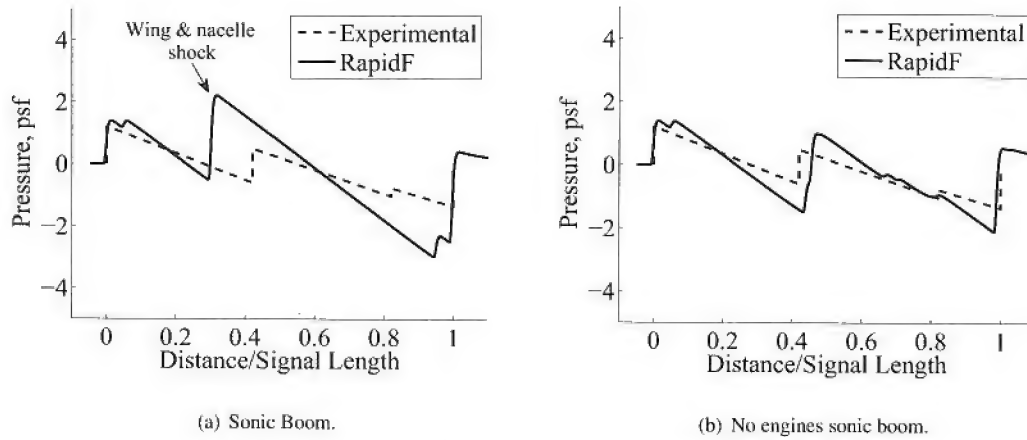 Wing & nacelle
shock
Experimental
RapidF
Pressure, psf
4
2
0
−2
−4
0 0.2 0.4 0.6 0.8 1
Distance/Signal Length
(a) Sonic Boom.
Experimental
RapidF
Pressure, psf
4
2
0
−2
−4
0 0.2 0.4 0.6 0.8 1
Distance/Signal Length
(b) No engines sonic boom.